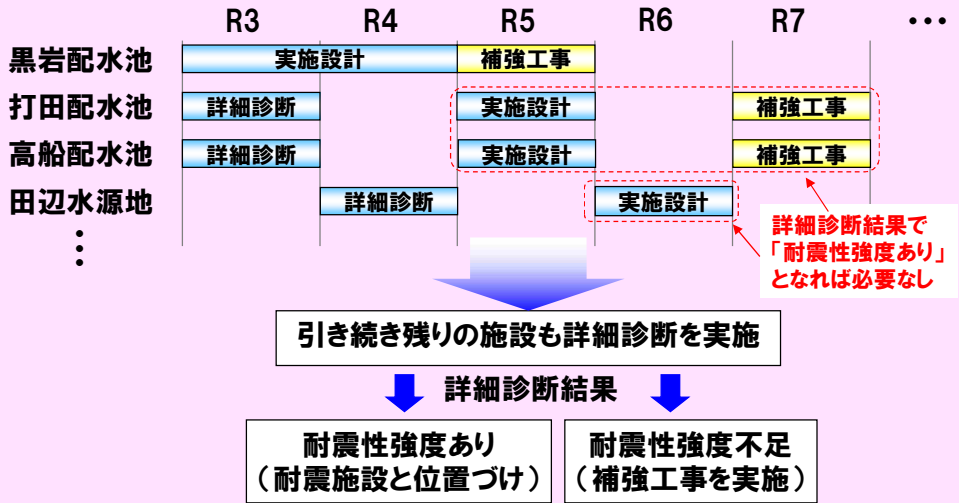 R3 R4 R5 R6 R7 ・・・
黒岩配水池 実施設計 補強工事
打田配水池 詳細診断 実施設計 補強工事
高船配水池 詳細診断 実施設計 補強工事
田辺水源地 詳細診断 実施設計
・・・
詳細診断結果で
「耐震性強度あり」
となれば必要なし
引き続き残りの施設も詳細診断を実施
詳細診断結果
耐震性強度あり
（耐震施設と位置づけ）
耐震性強度不足
（補強工事を実施）